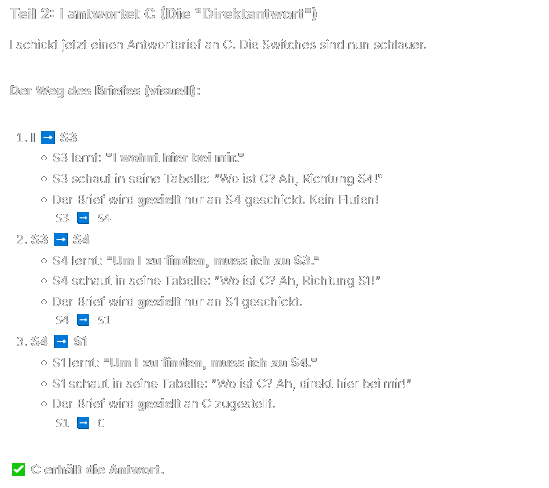 Teil 2: I antwortet C (Die "Direktantwort")
I schickt jetzt einen Antwortbrief an C. Die Switches sind nun schlauer.
Der Weg des Briefes (visuell):
1. I ➡ S3
○ S3 lernt: "I wohnt hier bei mir."
○ S3 schaut in seine Tabelle: "Wo ist C? Ah, Richtung S4!"
○ Der Brief wird gezielt nur an S4 geschickt. Kein Fluten!
S3 ➡ S4
2. S3 ➡ S4
○ S4 lernt: "Um I zu finden, muss ich zu S3."
○ S4 schaut in seine Tabelle: "Wo ist C? Ah, Richtung S1!"
○ Der Brief wird gezielt nur an S1 geschickt.
S4 ➡ S1
3. S4 ➡ S1
○ S1 lernt: "Um I zu finden, muss ich zu S4."
○ S1 schaut in seine Tabelle: "Wo ist C? Ah, direkt hier bei mir!"
○ Der Brief wird gezielt an C zugestellt.
S1 ➡ C
✅ C erhält die Antwort.